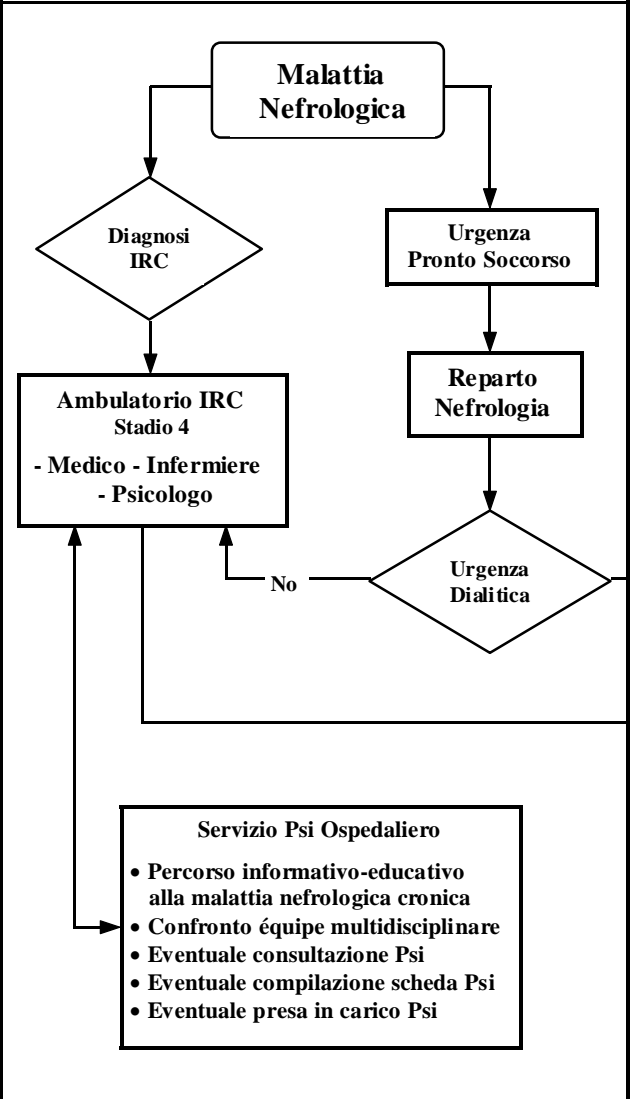 Malattia
Nefrologica
Diagnosi
IRC
Urgenza
Pronto Soccorso
Ambulatorio IRC
Stadio 4
- Medico - Infermiere
- Psicologo
Reparto
Nefrologia
No
Urgenza
Dialitica
Servizio Psi Ospedaliero
• Percorso informativo-educativo
alla malattia nefrologica cronica
• Confronto équipe multidisciplinare
• Eventuale consultazione Psi
• Eventuale compilazione scheda Psi
• Eventuale presa in carico Psi